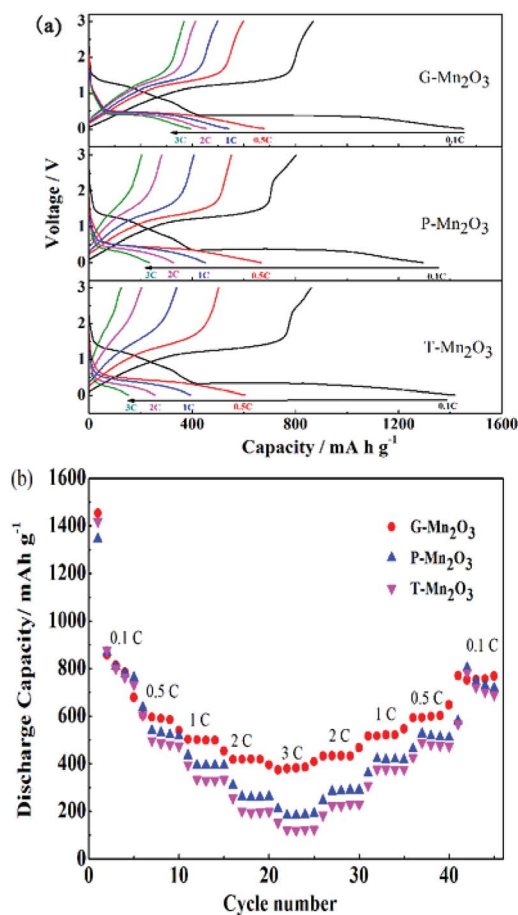 (a)
3
2
1
0
G-Mn₂O₃
3C 2C 1C 0.5C 0.1C
3
2
1
0
P-Mn₂O₃
3C 2C 1C 0.5C 0.1C
3
2
1
0
T-Mn₂O₃
3C 2C 1C 0.5C 0.1C
Voltage / V
0 400 800 1200 1600
Capacity / mA h g⁻¹
(b)
1600
1400
1200
1000
800
600
400
200
0
Discharge Capacity/ mAh g⁻¹
G-Mn₂O₃
P-Mn₂O₃
T-Mn₂O₃
0.1 C 0.5 C 1 C 2 C 3 C 2 C 1 C 0.5 C 0.1 C
0 10 20 30 40
Cycle number